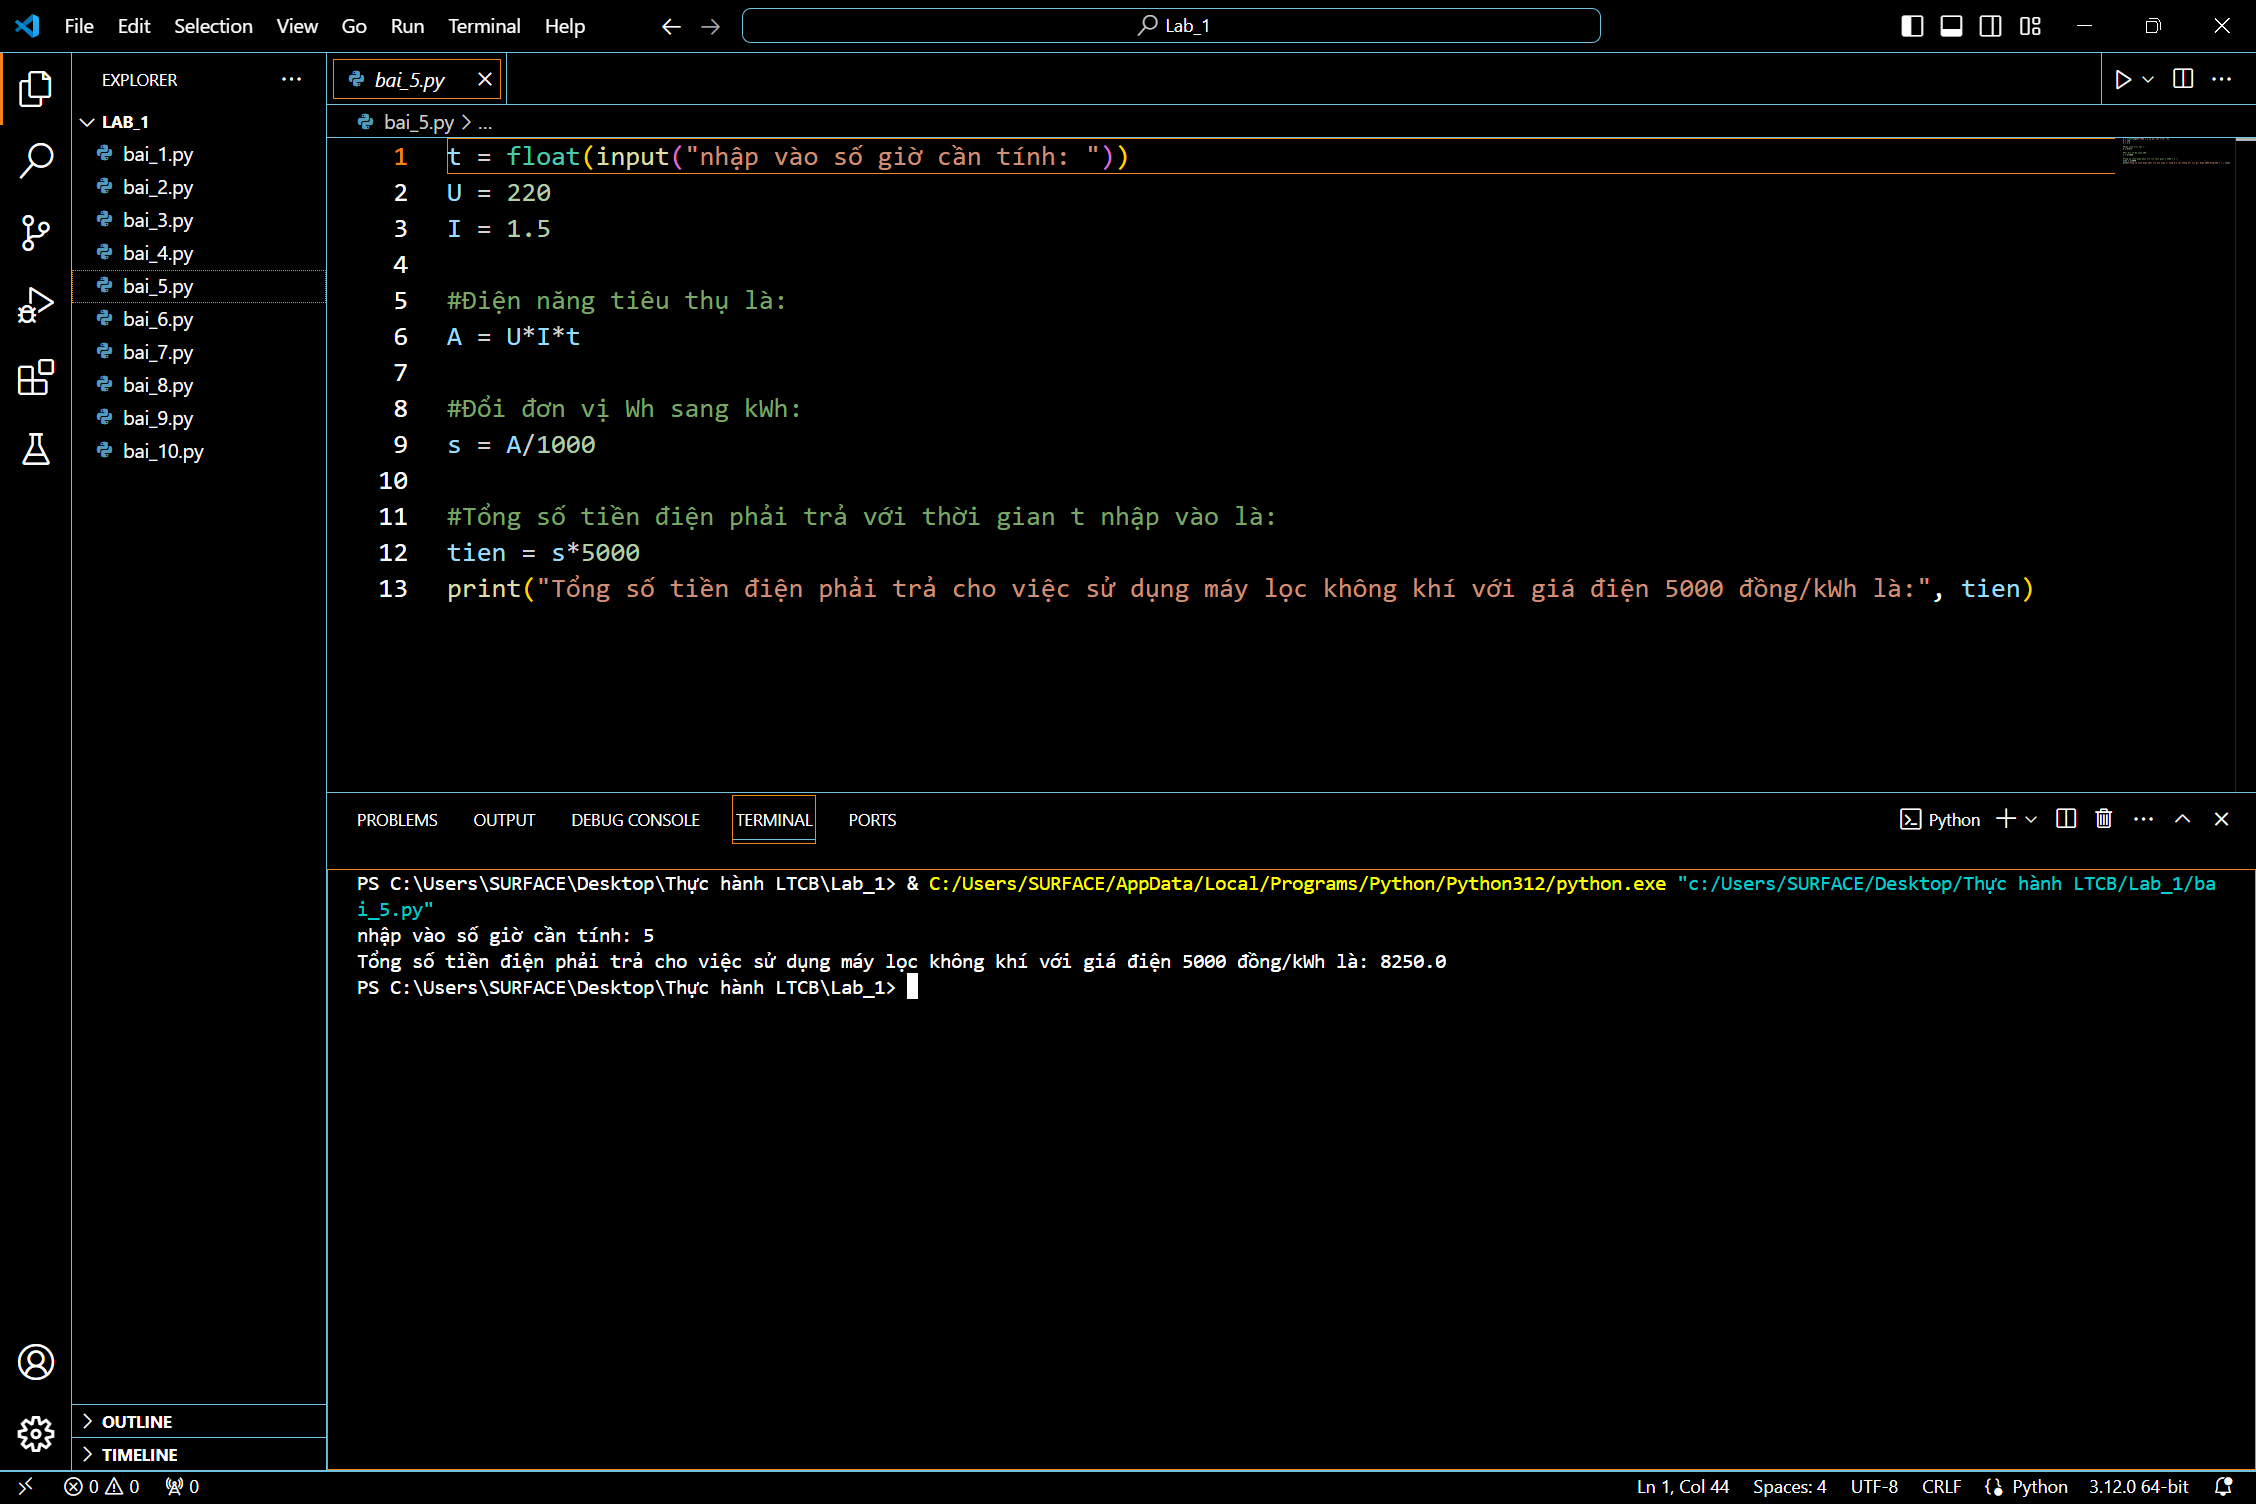 File Edit Selection View Go Run Terminal Help Lab_1
EXPLORER
LAB_1
bai_1.py
bai_2.py
bai_3.py
bai_4.py
bai_5.py
bai_6.py
bai_7.py
bai_8.py
bai_9.py
bai_10.py
OUTLINE
TIMELINE
bai_5.py
bai_5.py > ...
1 t = float(input("nhập vào số giờ cần tính: "))
2 U = 220
3 I = 1.5
4
5 #Điện năng tiêu thụ là:
6 A = U*I*t
7
8 #Đổi đơn vị Wh sang kWh:
9 s = A/1000
10
11 #Tổng số tiền điện phải trả với thời gian t nhập vào là:
12 tien = s*5000
13 print("Tổng số tiền điện phải trả cho việc sử dụng máy lọc không khí với giá điện 5000 đồng/kWh là:", tien)
PROBLEMS OUTPUT DEBUG CONSOLE TERMINAL PORTS Python
PS C:\Users\SURFACE\Desktop\Thực hành LTCB\Lab_1> & C:/Users/SURFACE/AppData/Local/Programs/Python/Python312/python.exe "c:/Users/SURFACE/Desktop/Thực hành LTCB/Lab_1/ba
i_5.py"
nhập vào số giờ cần tính: 5
Tổng số tiền điện phải trả cho việc sử dụng máy lọc không khí với giá điện 5000 đồng/kWh là: 8250.0
PS C:\Users\SURFACE\Desktop\Thực hành LTCB\Lab_1>
0 0 0 Ln 1, Col 44 Spaces: 4 UTF-8 CRLF {} Python 3.12.0 64-bit